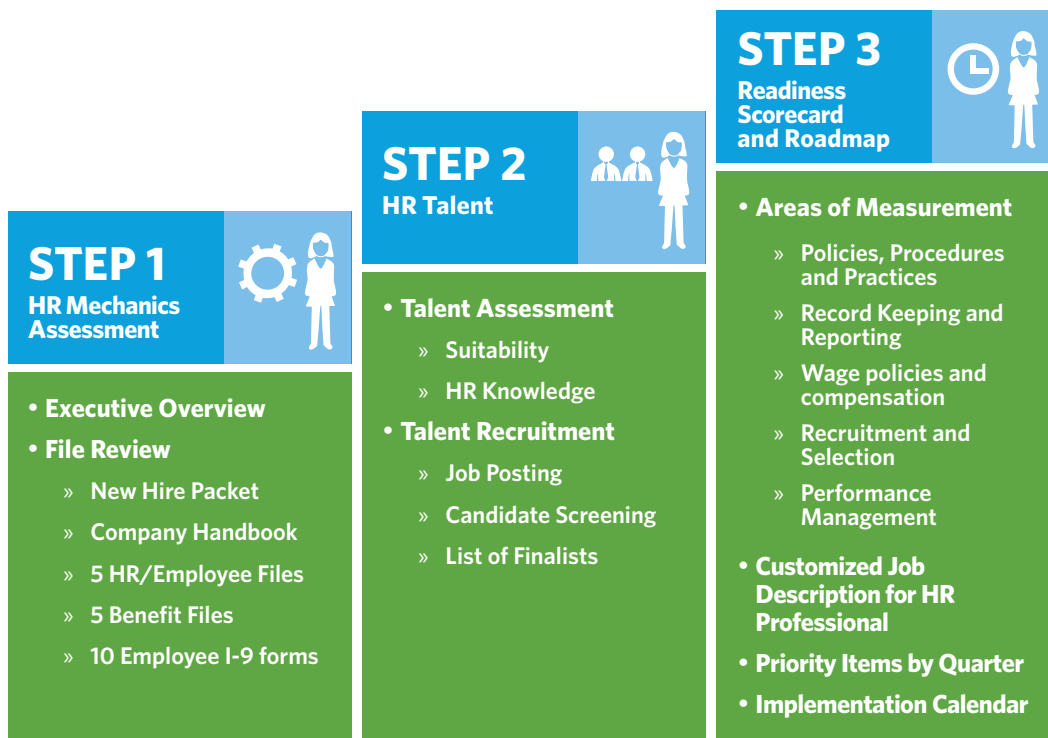 STEP 1
HR Mechanics
Assessment
• Executive Overview
• File Review
» New Hire Packet
» Company Handbook
» 5 HR/Employee Files
» 5 Benefit Files
» 10 Employee I-9 forms
STEP 2
HR Talent
• Talent Assessment
» Suitability
» HR Knowledge
• Talent Recruitment
» Job Posting
» Candidate Screening
» List of Finalists
STEP 3
Readiness
Scorecard
and Roadmap
• Areas of Measurement
» Policies, Procedures
and Practices
» Record Keeping and
Reporting
» Wage policies and
compensation
» Recruitment and
Selection
» Performance
Management
• Customized Job
Description for HR
Professional
• Priority Items by Quarter
• Implementation Calendar